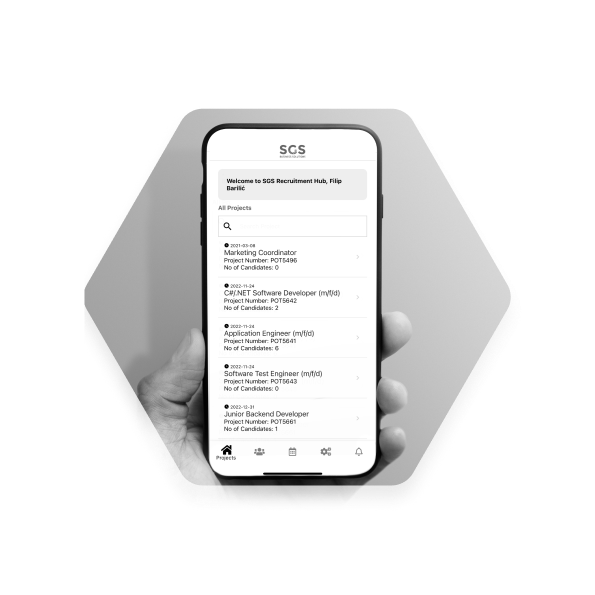 SGS
Welcome to SGS Recruitment Hub, Filip
Barilić
All Projects
2021-03-09
Marketing Coordinator
Project Number: POT5496
No of Candidates: 0
2022-11-24
C#/.NET Software Developer (m/f/d)
Project Number: POT5642
No of Candidates: 2
2022-11-24
Application Engineer (m/f/d)
Project Number: POT5641
No of Candidates: 6
2022-11-24
Software Test Engineer (m/f/d)
Project Number: POT5643
No of Candidates: 0
2022-12-31
Junior Backend Developer
Project Number: POT5661
No of Candidates: 1
Projects